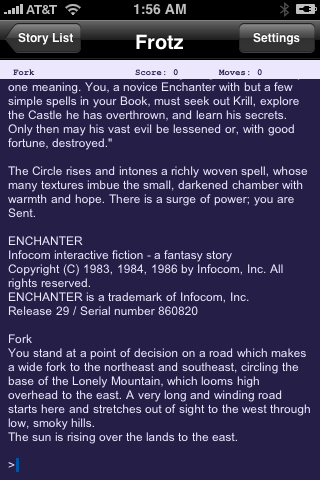 AT&T 1:56 AM
Story List Frotz Settings
Fork Score: 0 Moves: 0
one meaning. You, a novice Enchanter with but a few
simple spells in your Book, must seek out Krill, explore
the Castle he has overthrown, and learn his secrets.
Only then may his vast evil be lessened or, with good
fortune, destroyed."
The Circle rises and intones a richly woven spell, whose
many textures imbue the small, darkened chamber with
warmth and hope. There is a surge of power; you are
Sent.
ENCHANTER
Infocom interactive fiction - a fantasy story
Copyright (C) 1983, 1984, 1986 by Infocom, Inc. All
rights reserved.
ENCHANTER is a trademark of Infocom, Inc.
Release 29 / Serial number 860820
Fork
You stand at a point of decision on a road which makes
a wide fork to the northeast and southeast, circling the
base of the Lonely Mountain, which looms high
overhead to the east. A very long and winding road
starts here and stretches out of sight to the west through
low, smoky hills.
The sun is rising over the lands to the east.
>